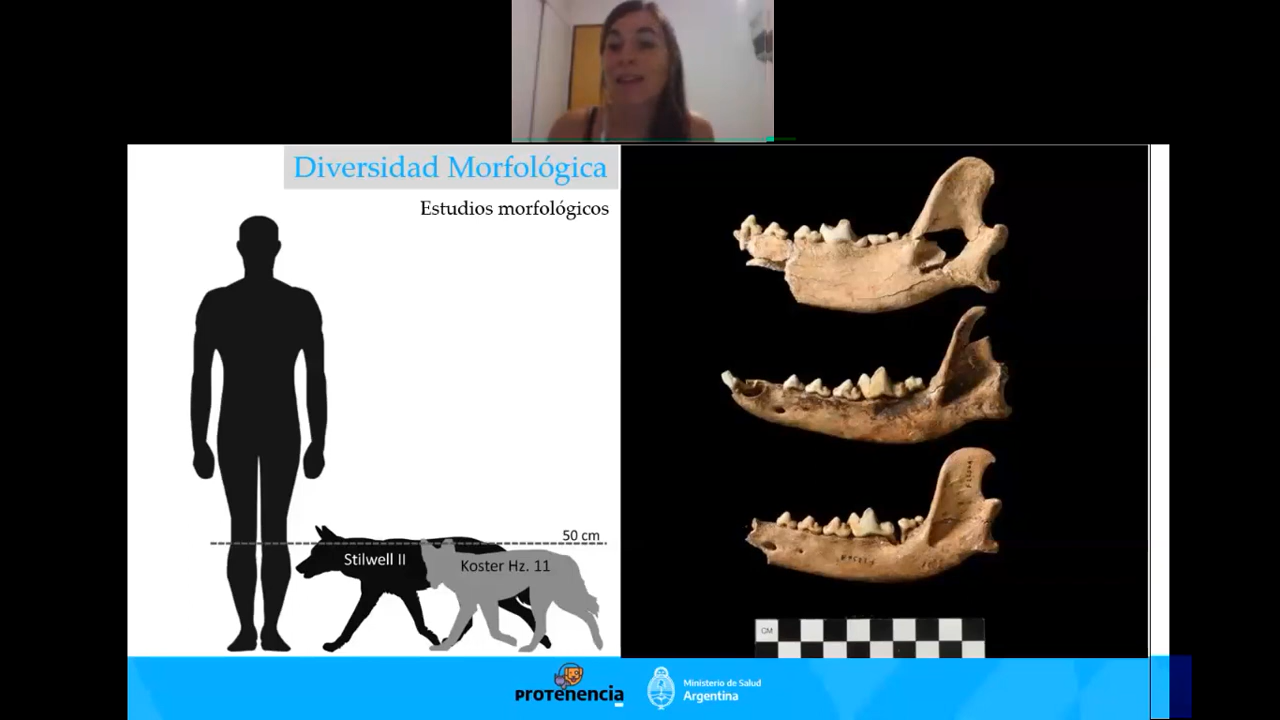 Diversidad Morfológica
Estudios morfológicos
50 cm
Stilwell II
Koster Hz. 11
CM
PROTENENCIA
Ministerio de Salud
Argentina